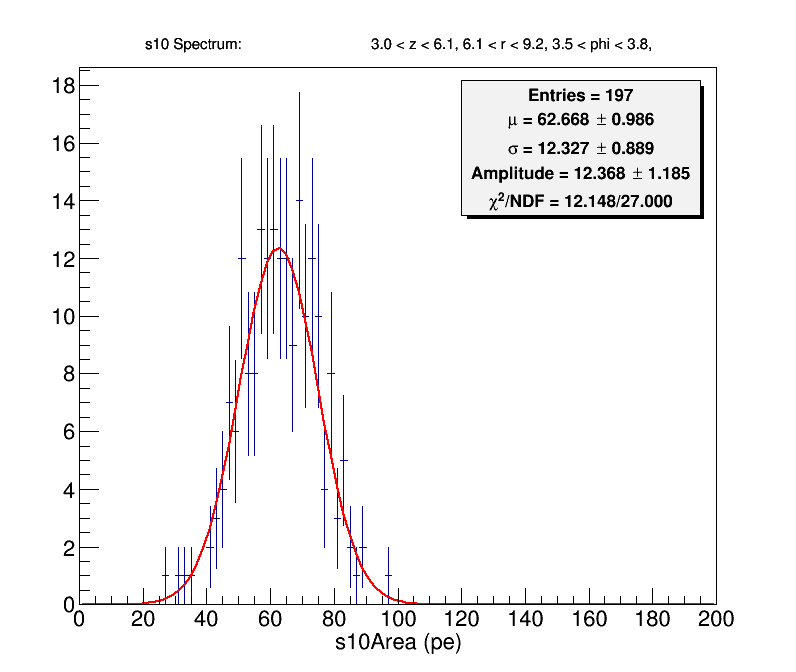 s10 Spectrum: 3.0 < z < 6.1, 6.1 < r < 9.2, 3.5 < phi < 3.8,
Entries = 197
μ = 62.668 ± 0.986
σ = 12.327 ± 0.889
Amplitude = 12.368 ± 1.185
χ²/NDF = 12.148/27.000
18
16
14
12
10
8
6
4
2
0
0 20 40 60 80 100 120 140 160 180 200
s10Area (pe)